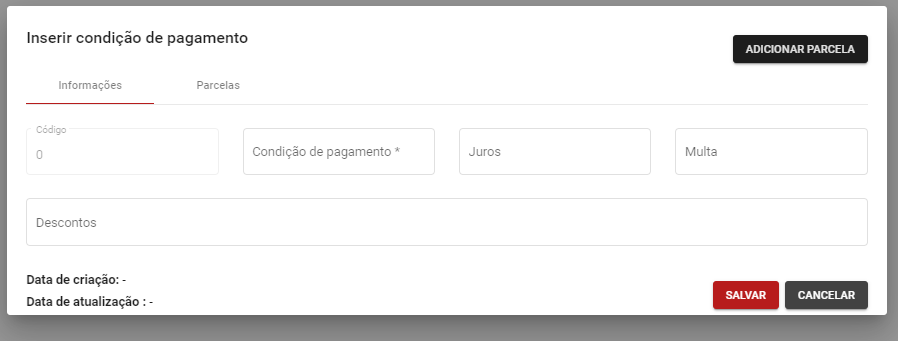 Inserir condição de pagamento
ADICIONAR PARCELA
Informações Parcelas
Código
0
Condição de pagamento *
Juros
Multa
Descontos
Data de criação: -
Data de atualização : -
SALVAR CANCELAR